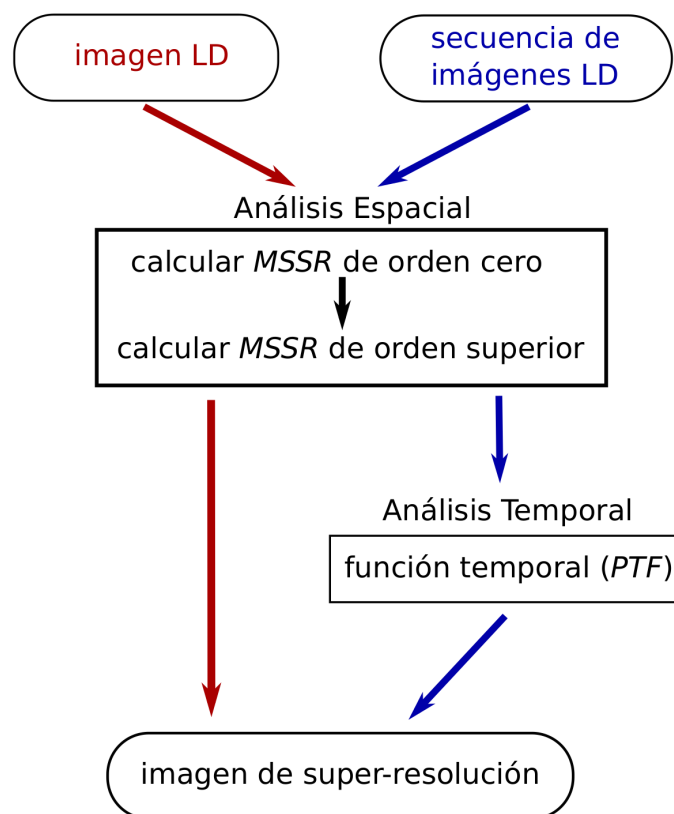 imagen LD
secuencia de
imágenes LD
Análisis Espacial
calcular MSSR de orden cero
calcular MSSR de orden superior
Análisis Temporal
función temporal (PTF)
imagen de super-resolución